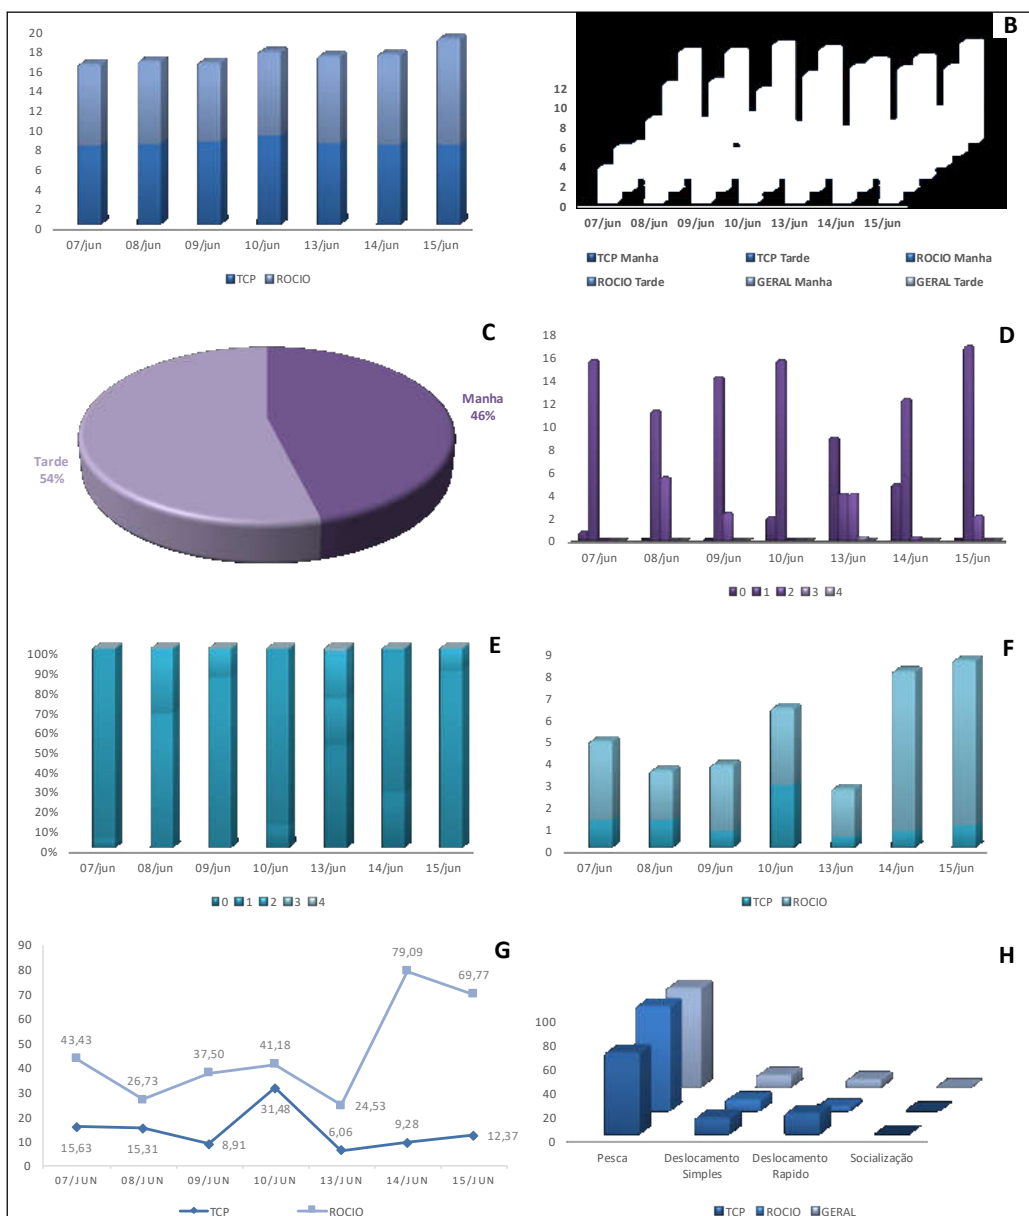 20
18
16
14
12
10
8
6
4
2
0
07/jun 08/jun 09/jun 10/jun 13/jun 14/jun 15/jun
TCP ROCIO
B
12
10
8
6
4
2
0
07/jun 08/jun 09/jun 10/jun 13/jun 14/jun 15/jun
TCP Manha TCP Tarde ROCIO Manha
ROCIO Tarde GERAL Manha GERAL Tarde
C
Manha
46%
Tarde
54%
D
18
16
14
12
10
8
6
4
2
0
07/jun 08/jun 09/jun 10/jun 13/jun 14/jun 15/jun
0 1 2 3 4
E
100%
90%
80%
70%
60%
50%
40%
30%
20%
10%
0%
07/jun 08/jun 09/jun 10/jun 13/jun 14/jun 15/jun
0 1 2 3 4
F
9
8
7
6
5
4
3
2
1
0
07/jun 08/jun 09/jun 10/jun 13/jun 14/jun 15/jun
TCP ROCIO
G
90
80
70
60
50
40
30
20
10
0
43,43 26,73 37,50 41,18 24,53 79,09 69,77
15,63 15,31 8,91 31,48 6,06 9,28 12,37
07/JUN 08/JUN 09/JUN 10/JUN 13/JUN 14/JUN 15/JUN
TCP ROCIO
H
100
80
60
40
20
0
Pesca Deslocamento Deslocamento Socialização
Simples Rapido
TCP ROCIO GERAL